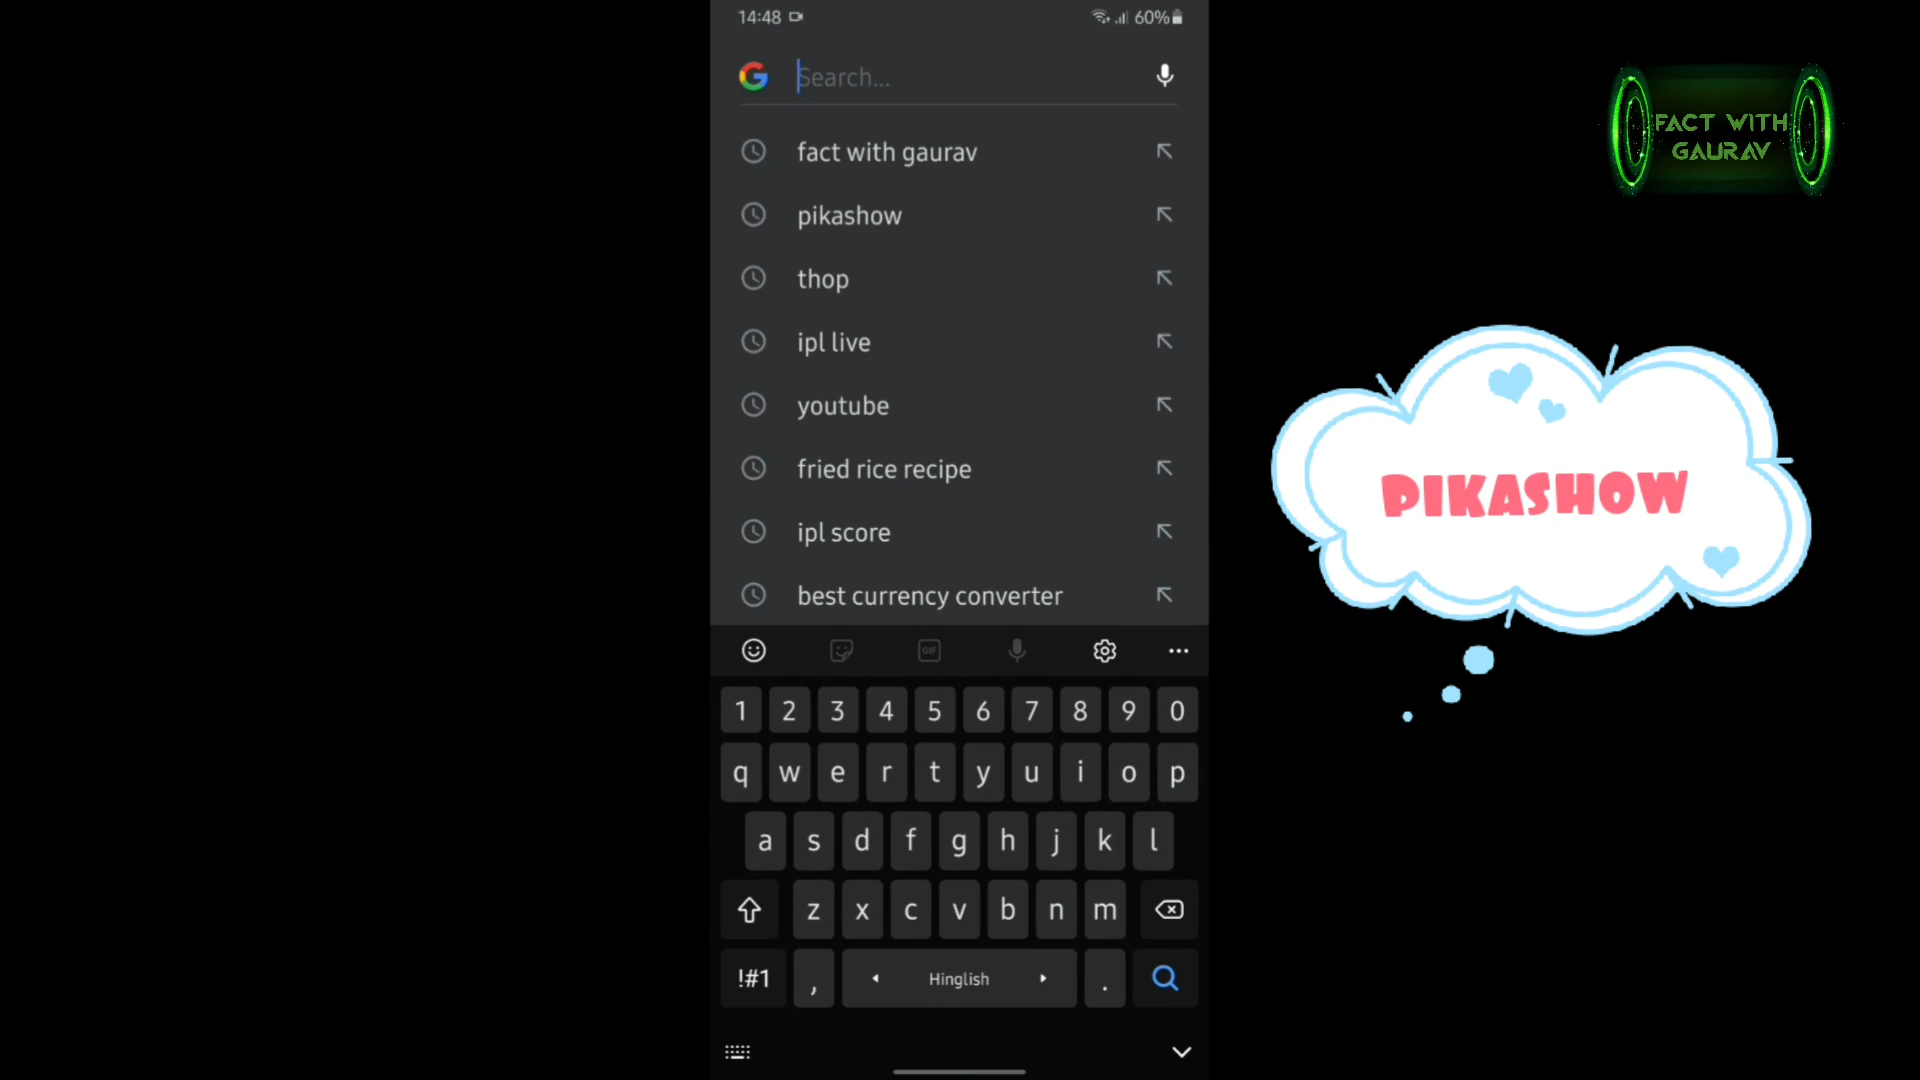 14:48
60%
Search...
fact with gaurav
pikashow
thop
ipl live
youtube
fried rice recipe
ipl score
best currency converter
GIF
1 2 3 4 5 6 7 8 9 0
q w e r t y u i o p
a s d f g h j k l
z x c v b n m
!#1 , Hinglish .
FACT WITH
GAURAV
PIKASHOW